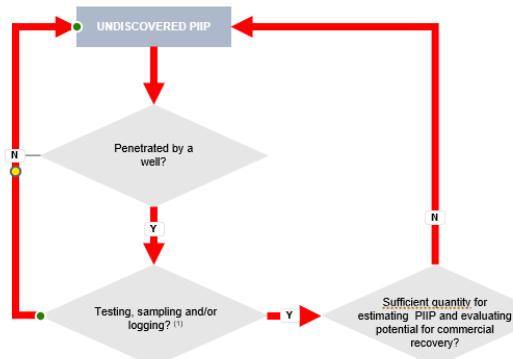 UNDISCOVERED PIIP
Penetrated by a
well?
N
Y
N
Testing, sampling and/or
logging? (1)
Y
Sufficient quantity for
estimating PIIP and evaluating
potential for commercial
recovery?